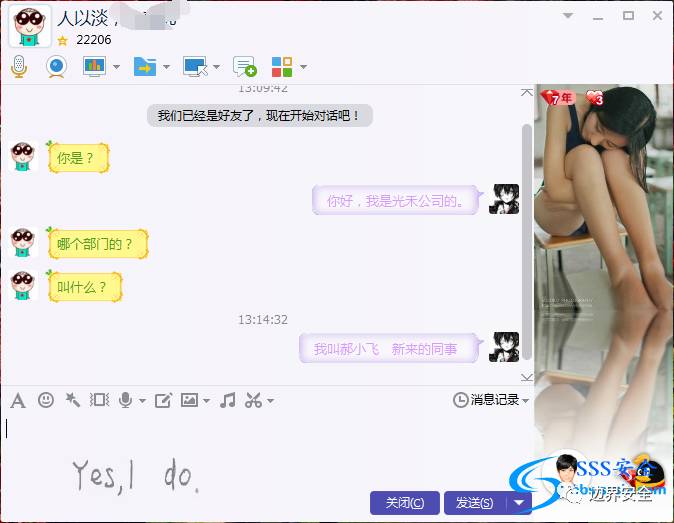 人以淡，
22206
13:09:42
我们已经是好友了，现在开始对话吧！
7年 3
你是？
你好，我是光禾公司的。
哪个部门的？
叫什么？
13:14:32
我叫郝小飞 新来的同事
A
消息记录
Yes, I do.
关闭(C) 发送(S)
SSS安全
边界安全